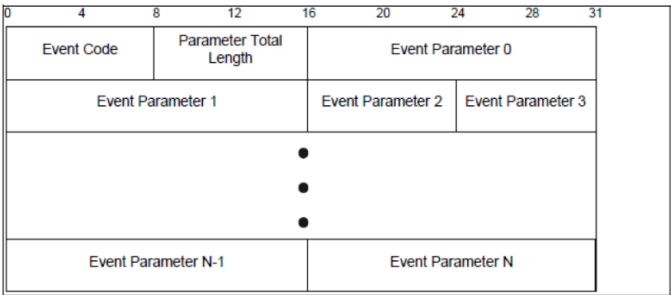 0 4 8 12 16 20 24 28 31
Event Code
Parameter Total
Length
Event Parameter 0
Event Parameter 1
Event Parameter 2
Event Parameter 3
Event Parameter N-1
Event Parameter N